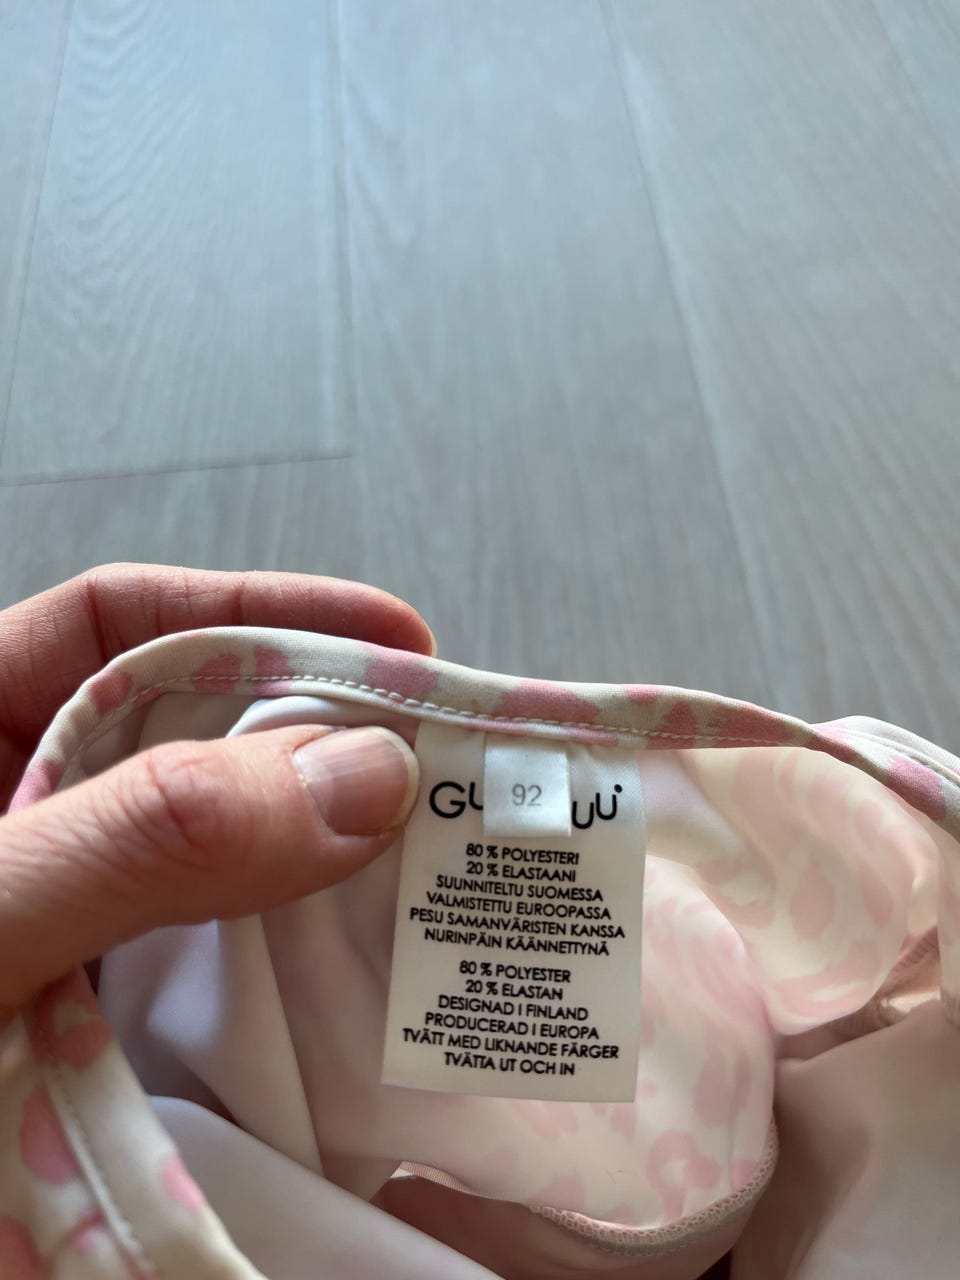 92
80 % POLYESTERI
20 % ELASTAANI
SUUNNITELTU SUOMESSA
VALMISTETTU EUROOPASSA
PESU SAMANVÄRISTEN KANSSA
NURINPÄIN KÄÄNNETTYNÄ
80 % POLYESTER
20 % ELASTAN
DESIGNAD I FINLAND
PRODUCERAD I EUROPA
TVÄTT MED LIKNANDE FÄRGER
TVÄTTA UT OCH IN